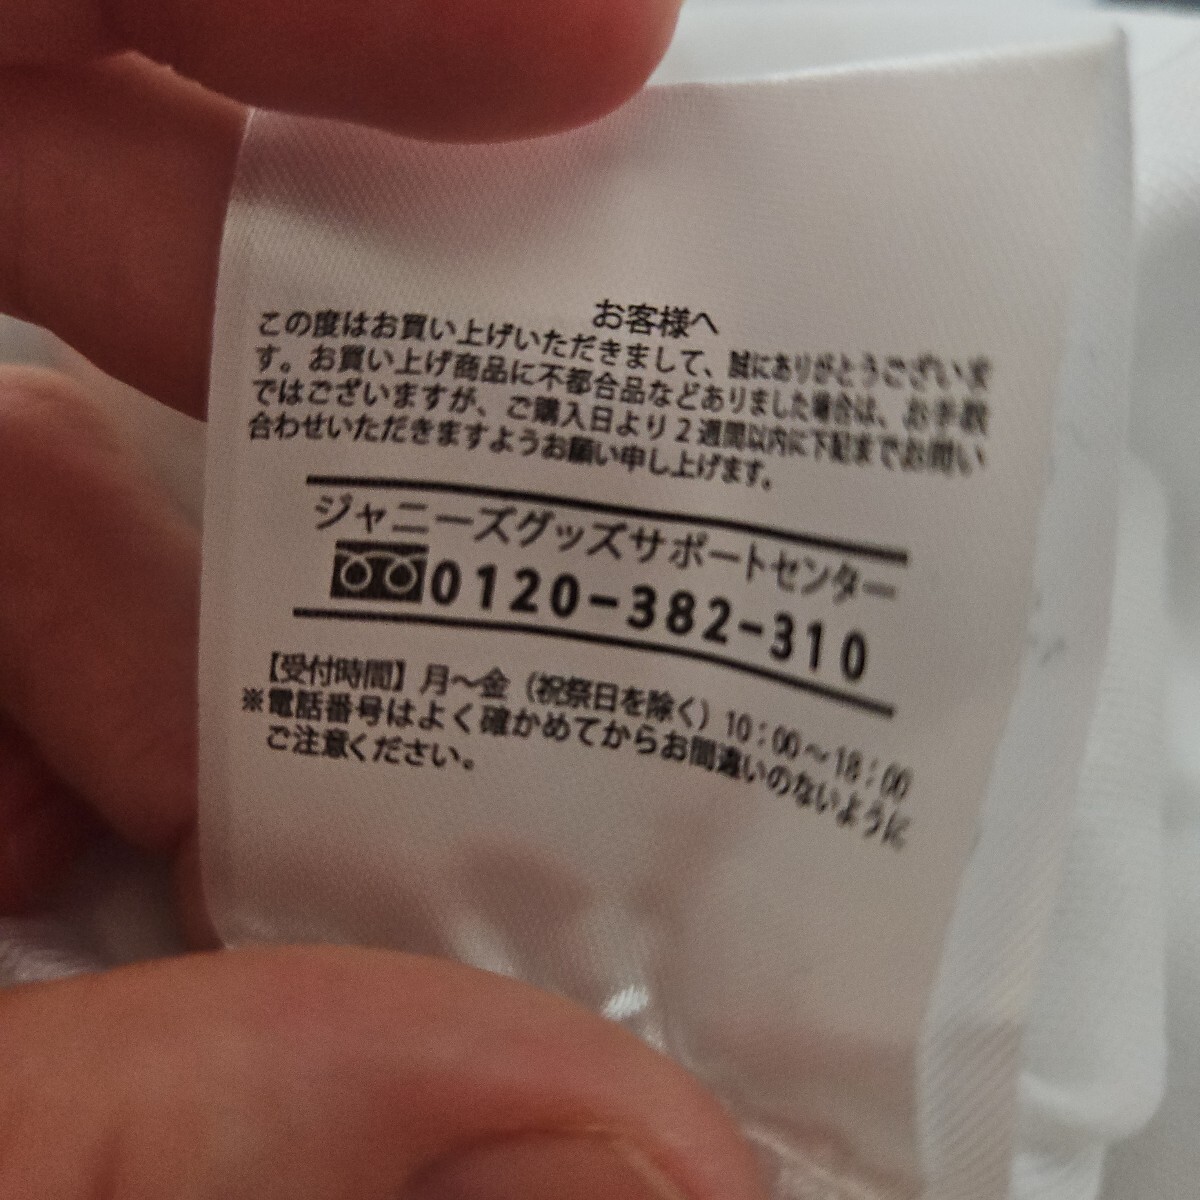 お客様へ
この度はお買い上げいただきまして、誠にありがとうございま
す。お買い上げ商品に不都合品などありました場合は、お手数
ではございますが、ご購入日より2週間以内に下記までお問い
合わせいただきますようお願い申し上げます。
ジャニーズグッズサポートセンター
0120-382-310
【受付時間】月～金（祝祭日を除く）10：00～18：00
※電話番号はよく確かめてからお間違いのないように
ご注意ください。